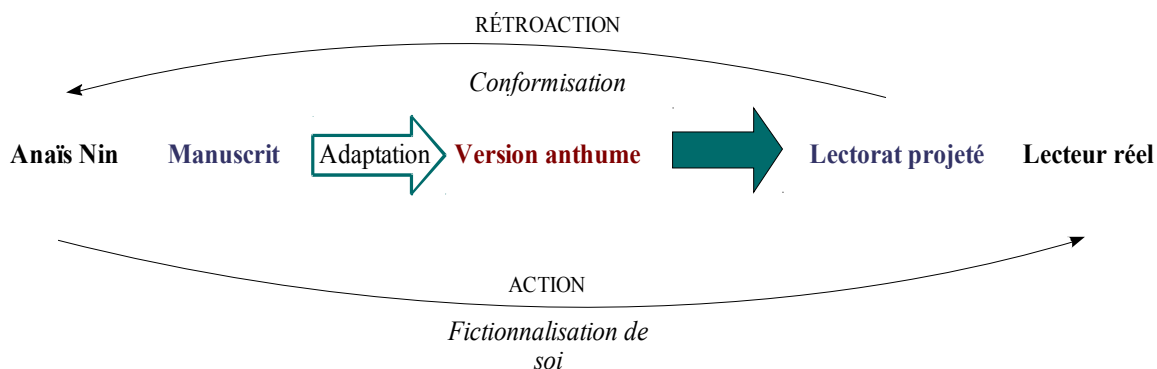 RÉTROACTION
Conformisation
Anaïs Nin Manuscrit Adaptation Version anthume Lectorat projeté Lecteur réel
ACTION
Fictionnalisation de
soi